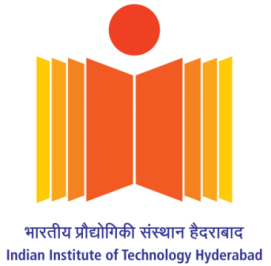 भारतीय प्रौद्योगिकी संस्थान हैदराबाद
Indian Institute of Technology Hyderabad